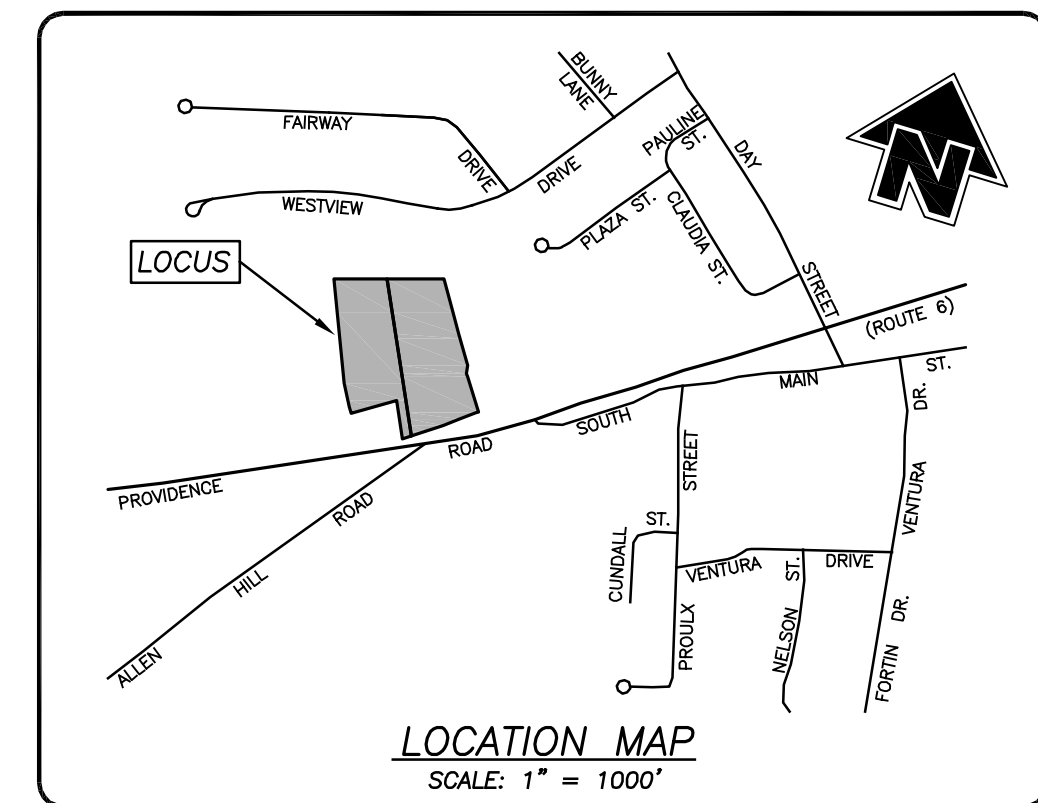 BUNNY
LANE
FAIRWAY
DRIVE
DRIVE
PAULINE
ST.
DAY
STREET
WESTVIEW
PLAZA ST.
CLAUDIA ST.
N
LOCUS
(ROUTE 6)
PROVIDENCE
ROAD
SOUTH
MAIN
ST.
ALLEN
HILL
ROAD
STREET
PROULX
CUNDALL
ST.
VENTURA
DRIVE
NELSON
ST.
VENTURA
DR.
FORTIN
DR.
LOCATION MAP
SCALE: 1" = 1000'